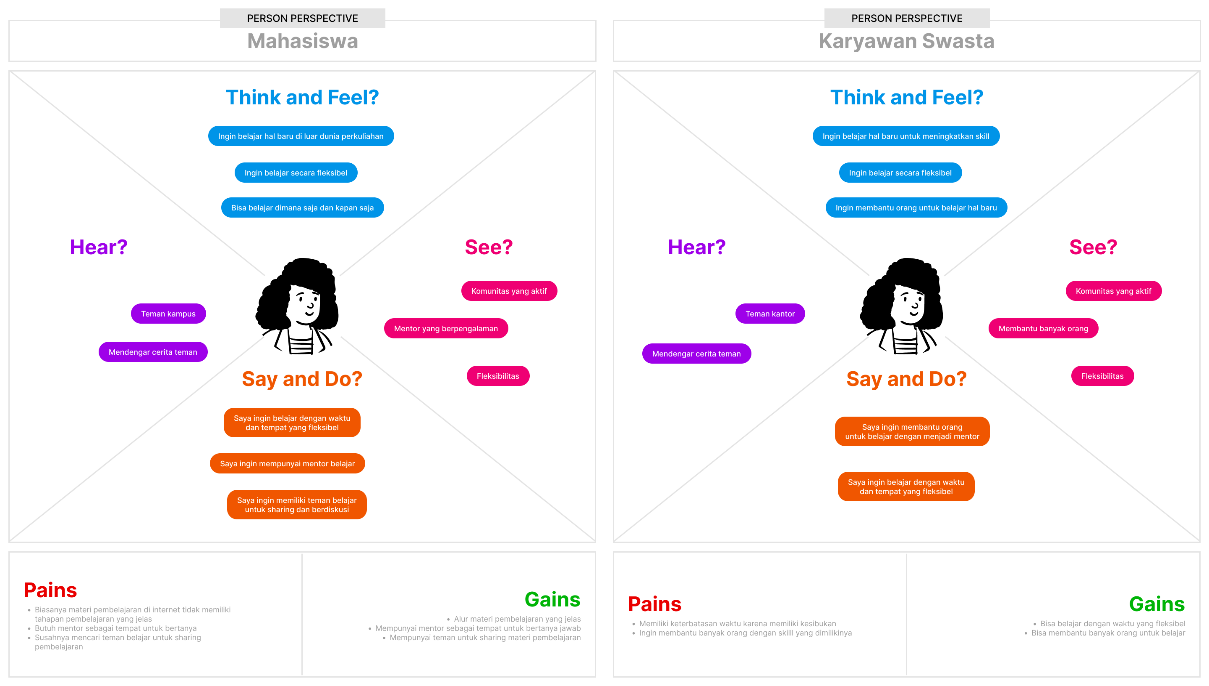 PERSON PERSPECTIVE
Mahasiswa
Think and Feel?
Ingin belajar hal baru di luar dunia perkuliahan
Ingin belajar secara fleksibel
Bisa belajar dimana saja dan kapan saja
Hear?
Teman kampus
Mendengar cerita teman
See?
Komunitas yang aktif
Mentor yang berpengalaman
Fleksibilitas
Say and Do?
Saya ingin belajar dengan waktu
dan tempat yang fleksibel
Saya ingin mempunyai mentor belajar
Saya ingin memiliki teman belajar
untuk sharing dan berdiskusi
Pains
• Biasanya materi pembelajaran di internet tidak memiliki
tahapan pembelajaran yang jelas
• Butuh mentor sebagai tempat untuk bertanya
• Susahnya mencari teman belajar untuk sharing
pembelajaran
Gains
• Alur materi pembelajaran yang jelas
• Mempunyai mentor sebagai tempat untuk bertanya jawab
• Mempunyai teman untuk sharing materi pembelajaran
PERSON PERSPECTIVE
Karyawan Swasta
Think and Feel?
Ingin belajar hal baru untuk meningkatkan skill
Ingin belajar secara fleksibel
Ingin membantu orang untuk belajar hal baru
Hear?
Teman kantor
Mendengar cerita teman
See?
Komunitas yang aktif
Membantu banyak orang
Fleksibilitas
Say and Do?
Saya ingin membantu orang
untuk belajar dengan menjadi mentor
Saya ingin belajar dengan waktu
dan tempat yang fleksibel
Pains
• Memiliki keterbatasan waktu karena memiliki kesibukan
• Ingin membantu banyak orang dengan skill yang dimilikinya
Gains
• Bisa belajar dengan waktu yang fleksibel
• Bisa membantu banyak orang untuk belajar